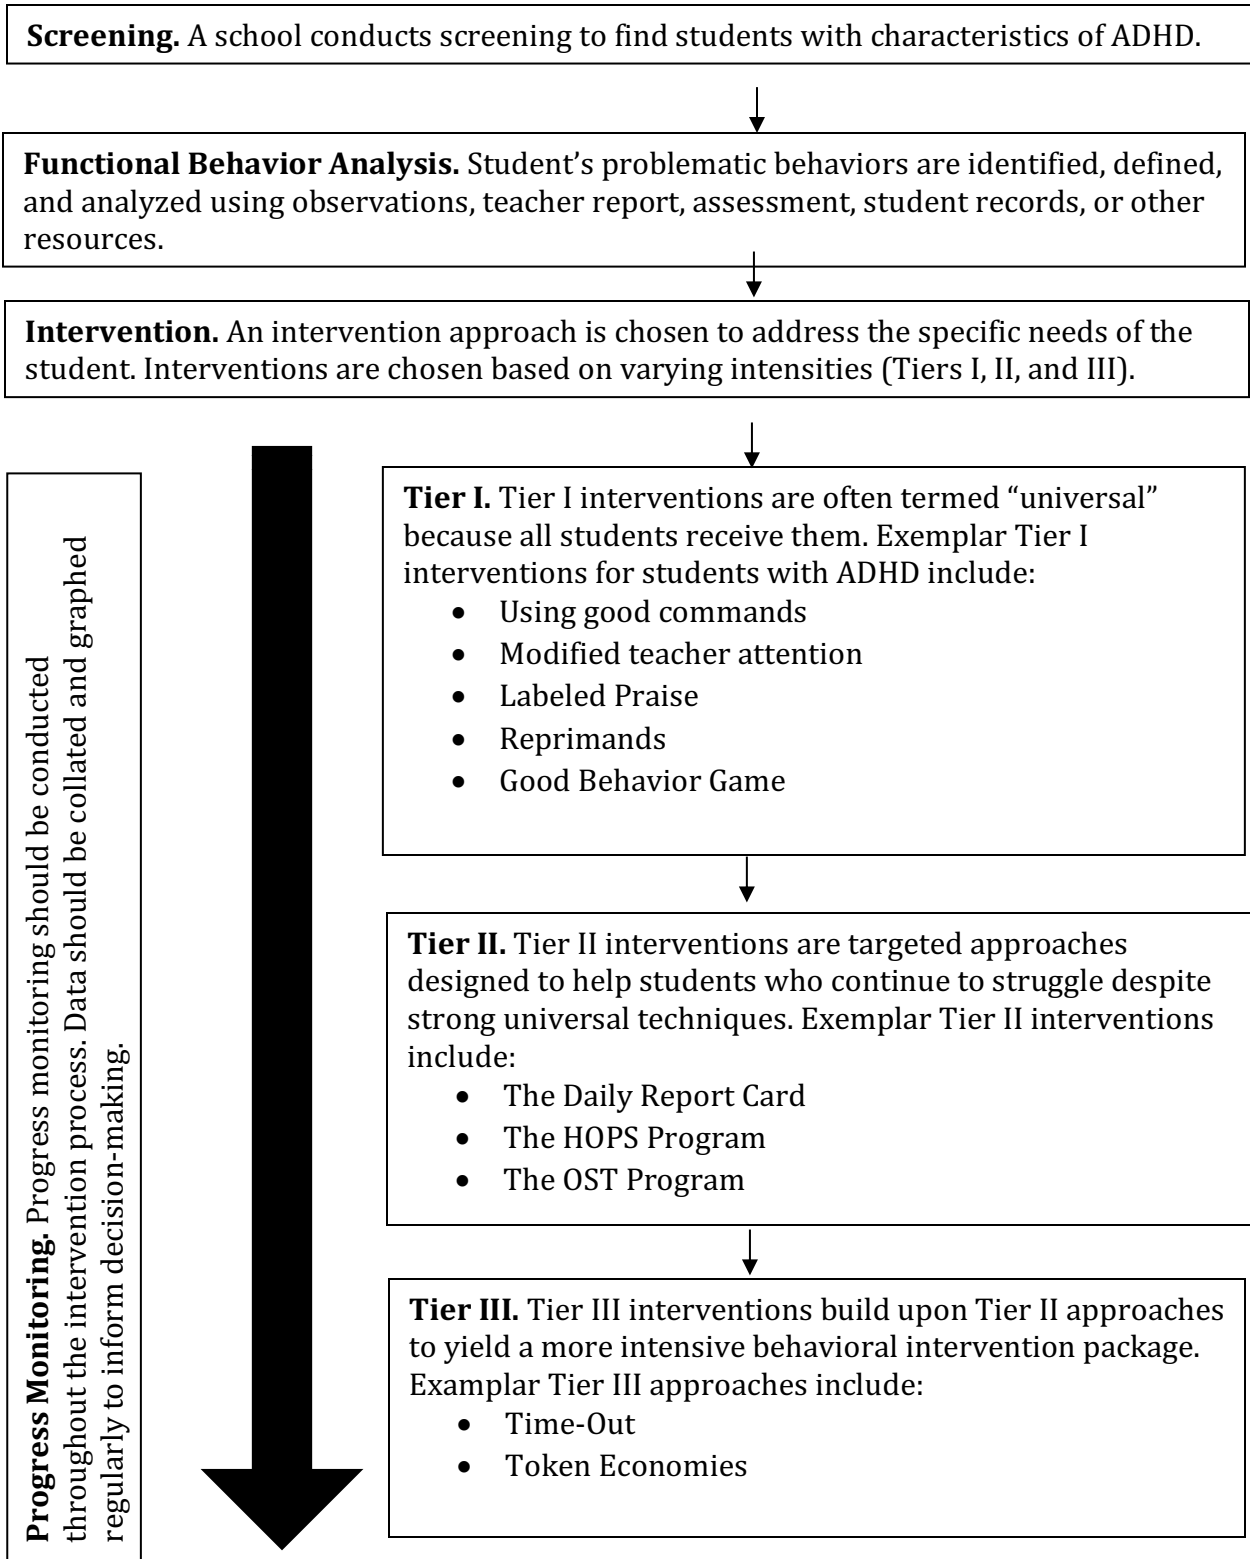 Screening. A school conducts screening to find students with characteristics of ADHD.
Functional Behavior Analysis. Student's problematic behaviors are identified, defined,
and analyzed using observations, teacher report, assessment, student records, or other
resources.
Intervention. An intervention approach is chosen to address the specific needs of the
student. Interventions are chosen based on varying intensities (Tiers I, II, and III).
Progress Monitoring. Progress monitoring should be conducted
throughout the intervention process. Data should be collated and graphed
regularly to inform decision-making.
Tier I. Tier I interventions are often termed “universal”
because all students receive them. Exemplar Tier I
interventions for students with ADHD include:
• Using good commands
• Modified teacher attention
• Labeled Praise
• Reprimands
• Good Behavior Game
Tier II. Tier II interventions are targeted approaches
designed to help students who continue to struggle despite
strong universal techniques. Exemplar Tier II interventions
include:
• The Daily Report Card
• The HOPS Program
• The OST Program
Tier III. Tier III interventions build upon Tier II approaches
to yield a more intensive behavioral intervention package.
Examplar Tier III approaches include:
• Time-Out
• Token Economies